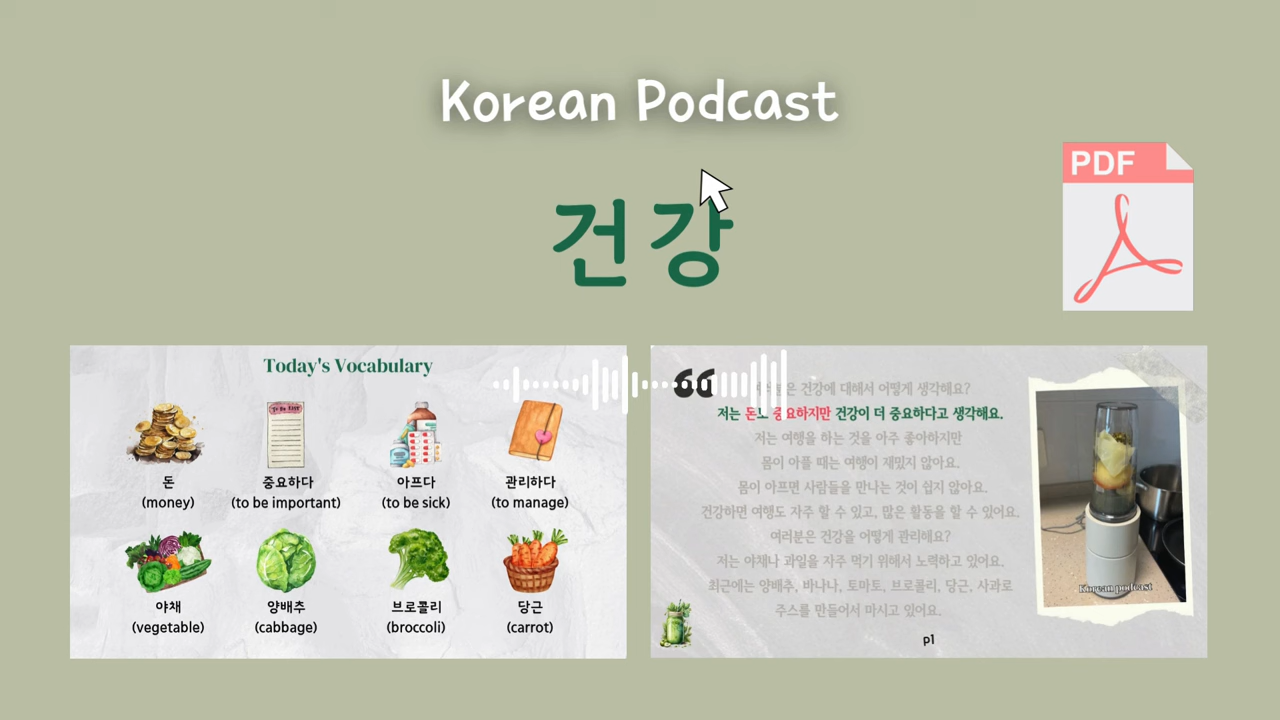 Korean Podcast
건강
PDF
Today's Vocabulary
To Do List
돈
(money)
중요하다
(to be important)
아프다
(to be sick)
관리하다
(to manage)
야채
(vegetable)
양배추
(cabbage)
브로콜리
(broccoli)
당근
(carrot)
“
은 건강에 대해서 어떻게 생각해요?
저는 돈도 중요하지만 건강이 더 중요하다고 생각해요.
저는 여행을 하는 것을 아주 좋아하지만
몸이 아플 때는 여행이 재밌지 않아요.
몸이 아프면 사람들을 만나는 것이 쉽지 않아요.
건강하면 여행도 자주 할 수 있고, 많은 활동을 할 수 있어요.
여러분은 건강을 어떻게 관리해요?
저는 야채나 과일을 자주 먹기 위해서 노력하고 있어요.
최근에는 양배추, 바나나, 토마토, 브로콜리, 당근, 사과로
주스를 만들어서 마시고 있어요.
Korean podcast
p1